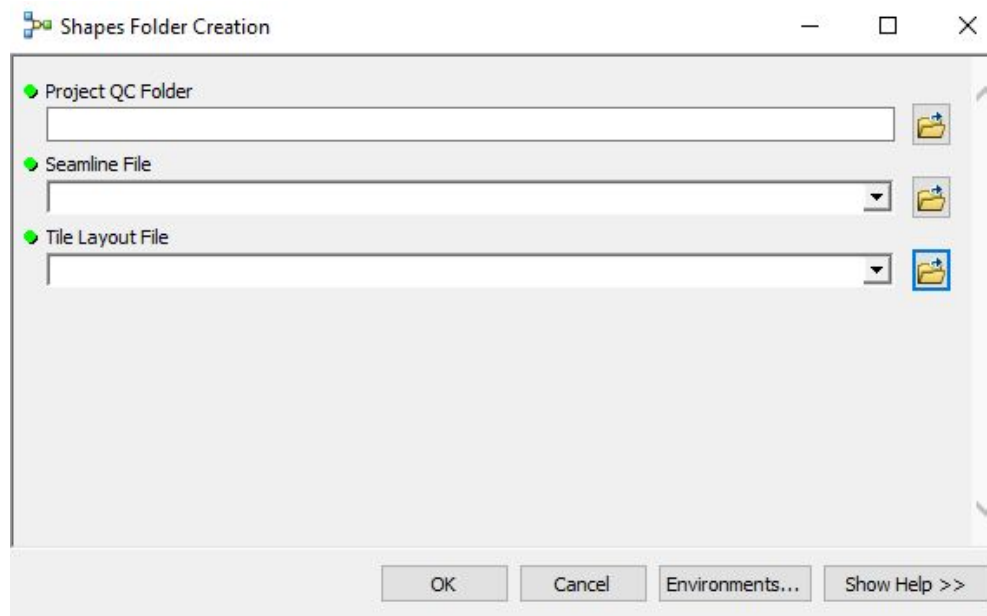 Shapes Folder Creation
Project QC Folder
Seamline File
Tile Layout File
OK Cancel Environments... Show Help >>